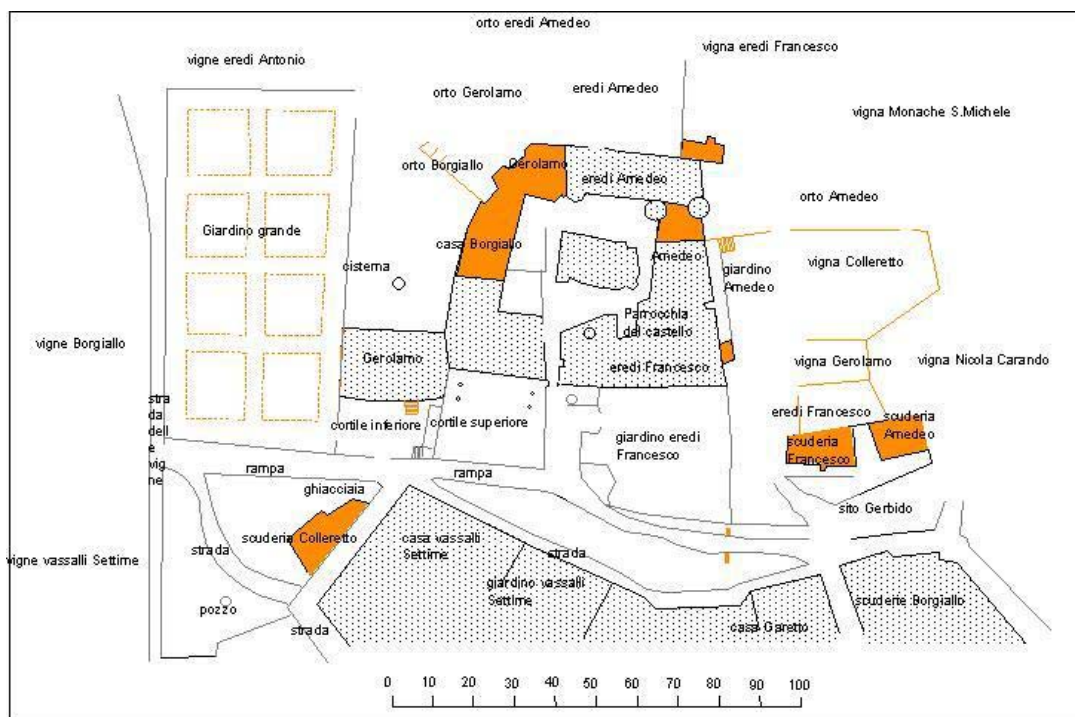 orto eredi Amedeo
vigna eredi Francesco
vigne eredi Antonio
eredi Amedeo
orto Gerolamo
vigna Monache S.Michele
orto Borgiallo
Gerolamo
eredi Amedeo
orto Amedeo
Giardino grande
casa Borgiallo
Amedeo
cisterna
giardino
Amedeo
vigna Colleretto
Parrocchia
del castello
vigne Borgiallo
Gerolamo
eredi Francesco
vigna Gerolamo
vigna Nicola Carando
stra
da
dell
e
vig
ne
cortile inferiore
cortile superiore
giardino eredi
Francesco
eredi Francesco
scuderia
Amedeo
scuderia
Francesco
rampa
rampa
ghiacciaia
sito Gerbido
scuderia Colleretto
casa vassalli
Settime
strada
strada
vigne vassalli Settime
giardino vassalli
Settime
scuderie Borgiallo
pozzo
strada
casa Garetto
0 10 20 30 40 50 60 70 80 90 100